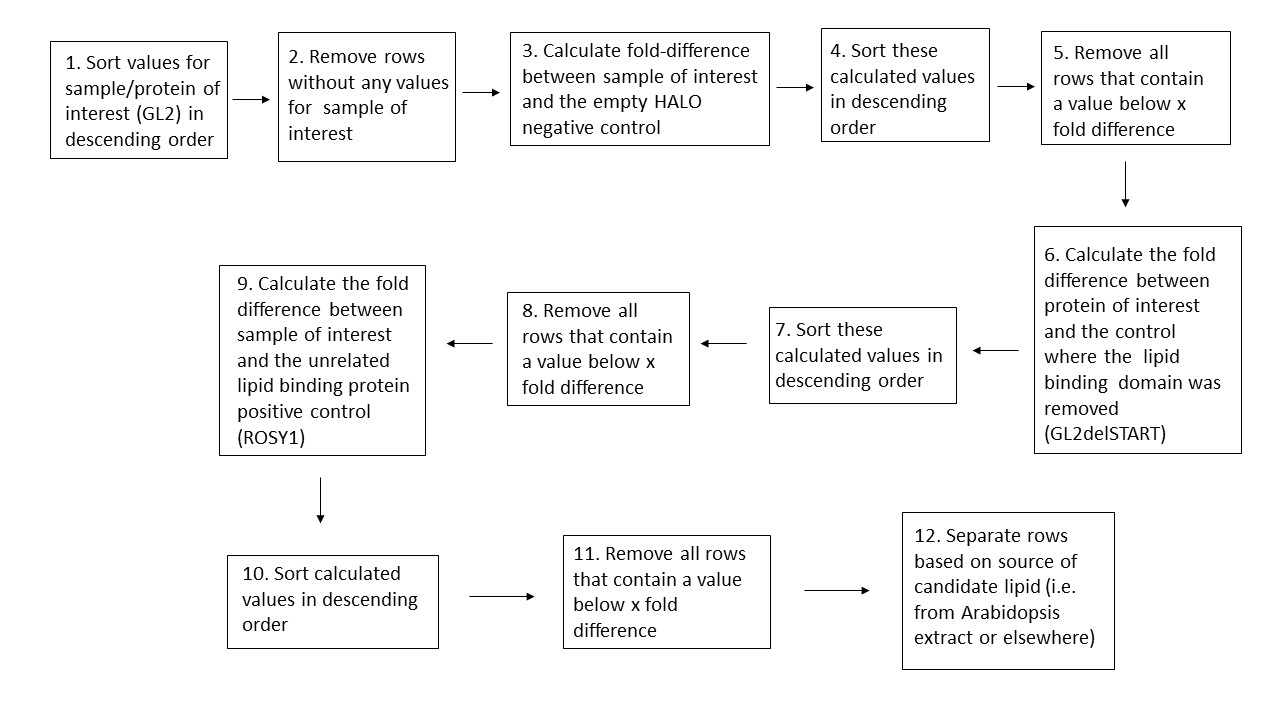 1. Sort values for
sample/protein of
interest (GL2) in
descending order
2. Remove rows
without any values
for sample of
interest
3. Calculate fold-difference
between sample of interest
and the empty HALO
negative control
4. Sort these
calculated values
in descending
order
5. Remove all
rows that contain
a value below x
fold difference
6. Calculate the fold
difference between
protein of interest
and the control
where the lipid
binding domain was
removed
(GL2delSTART)
7. Sort these
calculated values in
descending order
8. Remove all
rows that contain
a value below x
fold difference
9. Calculate the fold
difference between
sample of interest
and the unrelated
lipid binding protein
positive control
(ROSY1)
10. Sort calculated
values in descending
order
11. Remove all rows
that contain a value
below x fold
difference
12. Separate rows
based on source of
candidate lipid (i.e.
from Arabidopsis
extract or elsewhere)